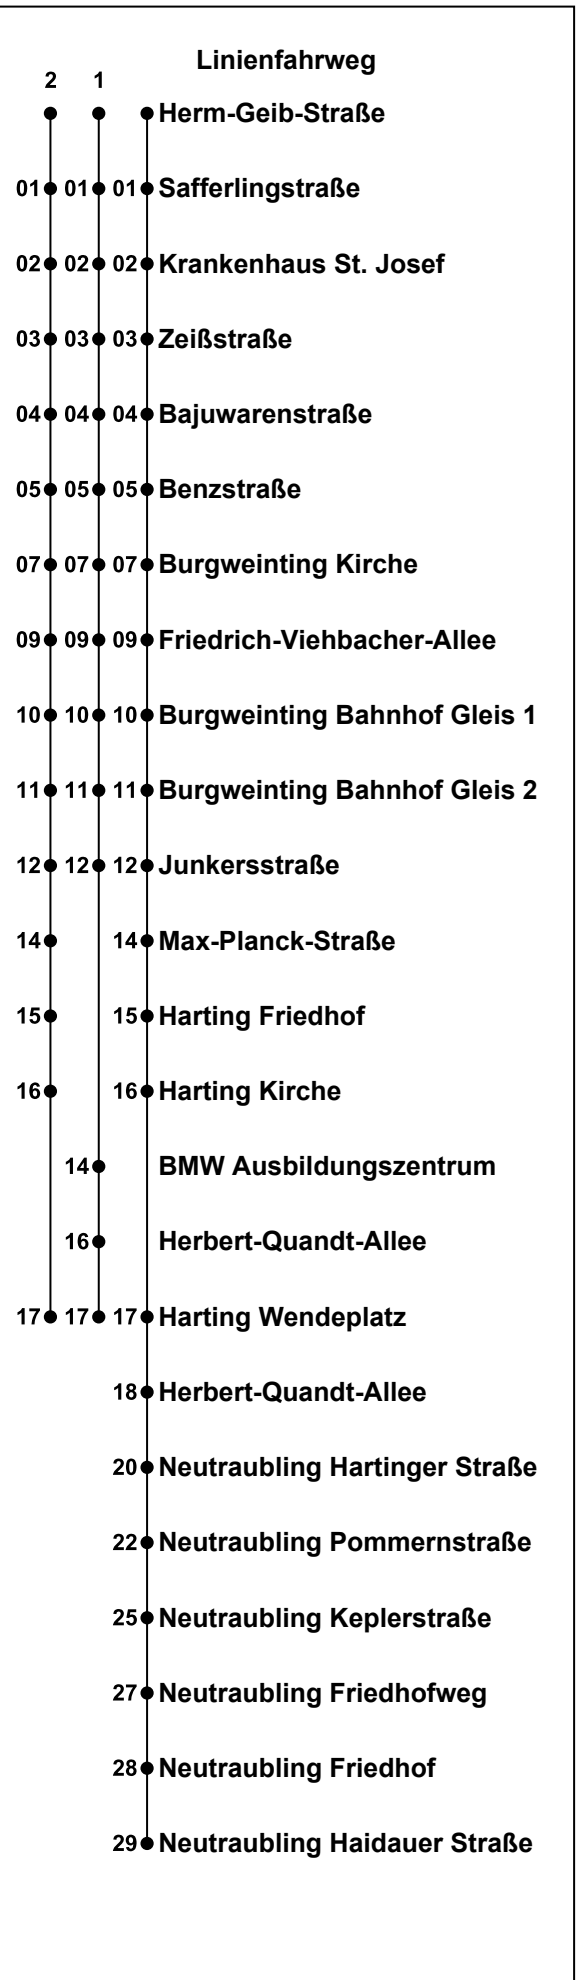 Linienfahrweg
2 1
Herm-Geib-Straße
01 01 01 Safferlingstraße
02 02 02 Krankenhaus St. Josef
03 03 03 Zeißstraße
04 04 04 Bajuwarenstraße
05 05 05 Benzstraße
07 07 07 Burgweinting Kirche
09 09 09 Friedrich-Viehbacher-Allee
10 10 10 Burgweinting Bahnhof Gleis 1
11 11 11 Burgweinting Bahnhof Gleis 2
12 12 12 Junkersstraße
14 14 Max-Planck-Straße
15 15 Harting Friedhof
16 16 Harting Kirche
14 BMW Ausbildungszentrum
16 Herbert-Quandt-Allee
17 17 17 Harting Wendeplatz
18 Herbert-Quandt-Allee
20 Neutraubling Hartinger Straße
22 Neutraubling Pommernstraße
25 Neutraubling Keplerstraße
27 Neutraubling Friedhofweg
28 Neutraubling Friedhof
29 Neutraubling Haidauer Straße